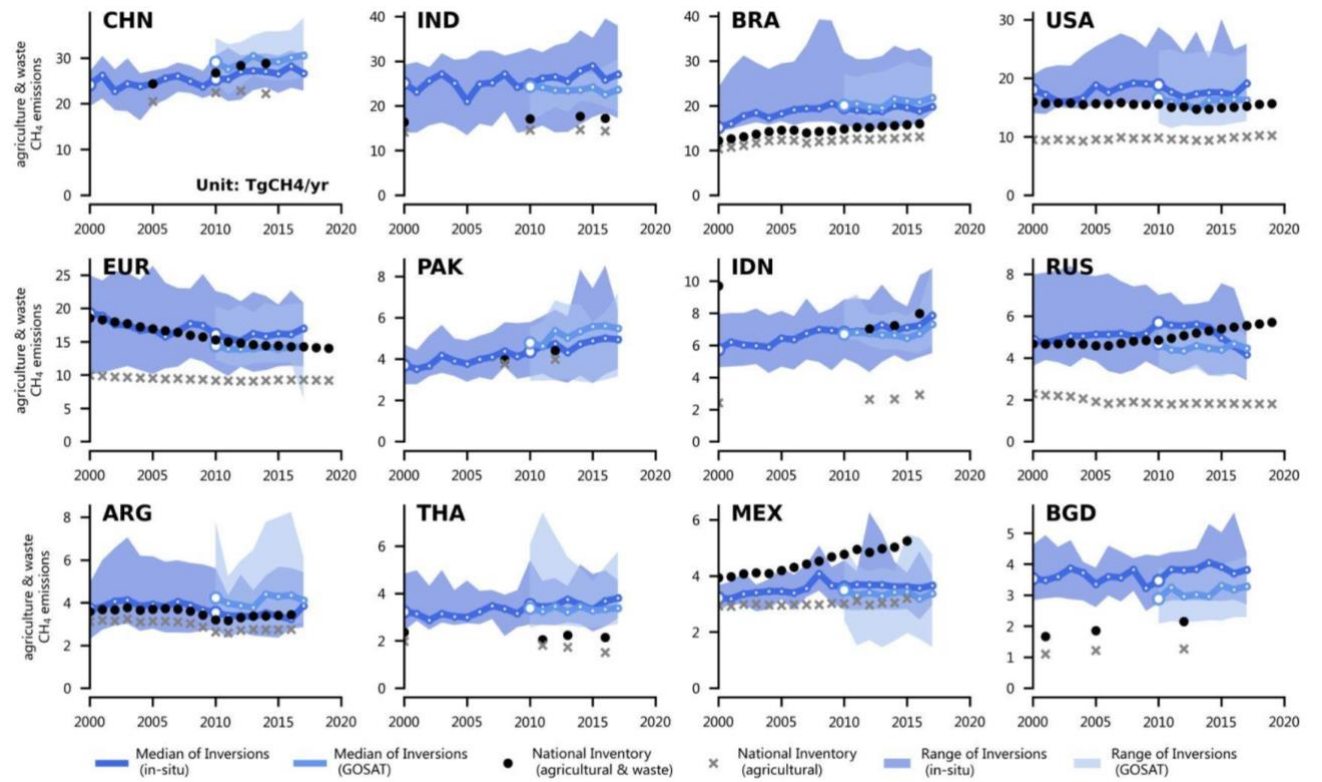 CHN
IND
BRA
USA
agriculture & waste
CH4 emissions
30
20
10
0
40
30
20
10
0
40
30
20
10
0
30
20
10
0
Unit: TgCH4/yr
2000 2005 2010 2015 2020
2000 2005 2010 2015 2020
2000 2005 2010 2015 2020
2000 2005 2010 2015 2020
EUR
PAK
IDN
RUS
agriculture & waste
CH4 emissions
25
20
15
10
5
0
8
6
4
2
0
10
8
6
4
2
0
8
6
4
2
0
2000 2005 2010 2015 2020
2000 2005 2010 2015 2020
2000 2005 2010 2015 2020
2000 2005 2010 2015 2020
ARG
THA
MEX
BGD
agriculture & waste
CH4 emissions
8
6
4
2
0
6
4
2
0
6
4
2
0
5
4
3
2
1
0
2000 2005 2010 2015 2020
2000 2005 2010 2015 2020
2000 2005 2010 2015 2020
2000 2005 2010 2015 2020
Median of Inversions
(in-situ)
Median of Inversions
(GOSAT)
National Inventory
(agricultural & waste)
National Inventory
(agricultural)
Range of Inversions
(in-situ)
Range of Inversions
(GOSAT)